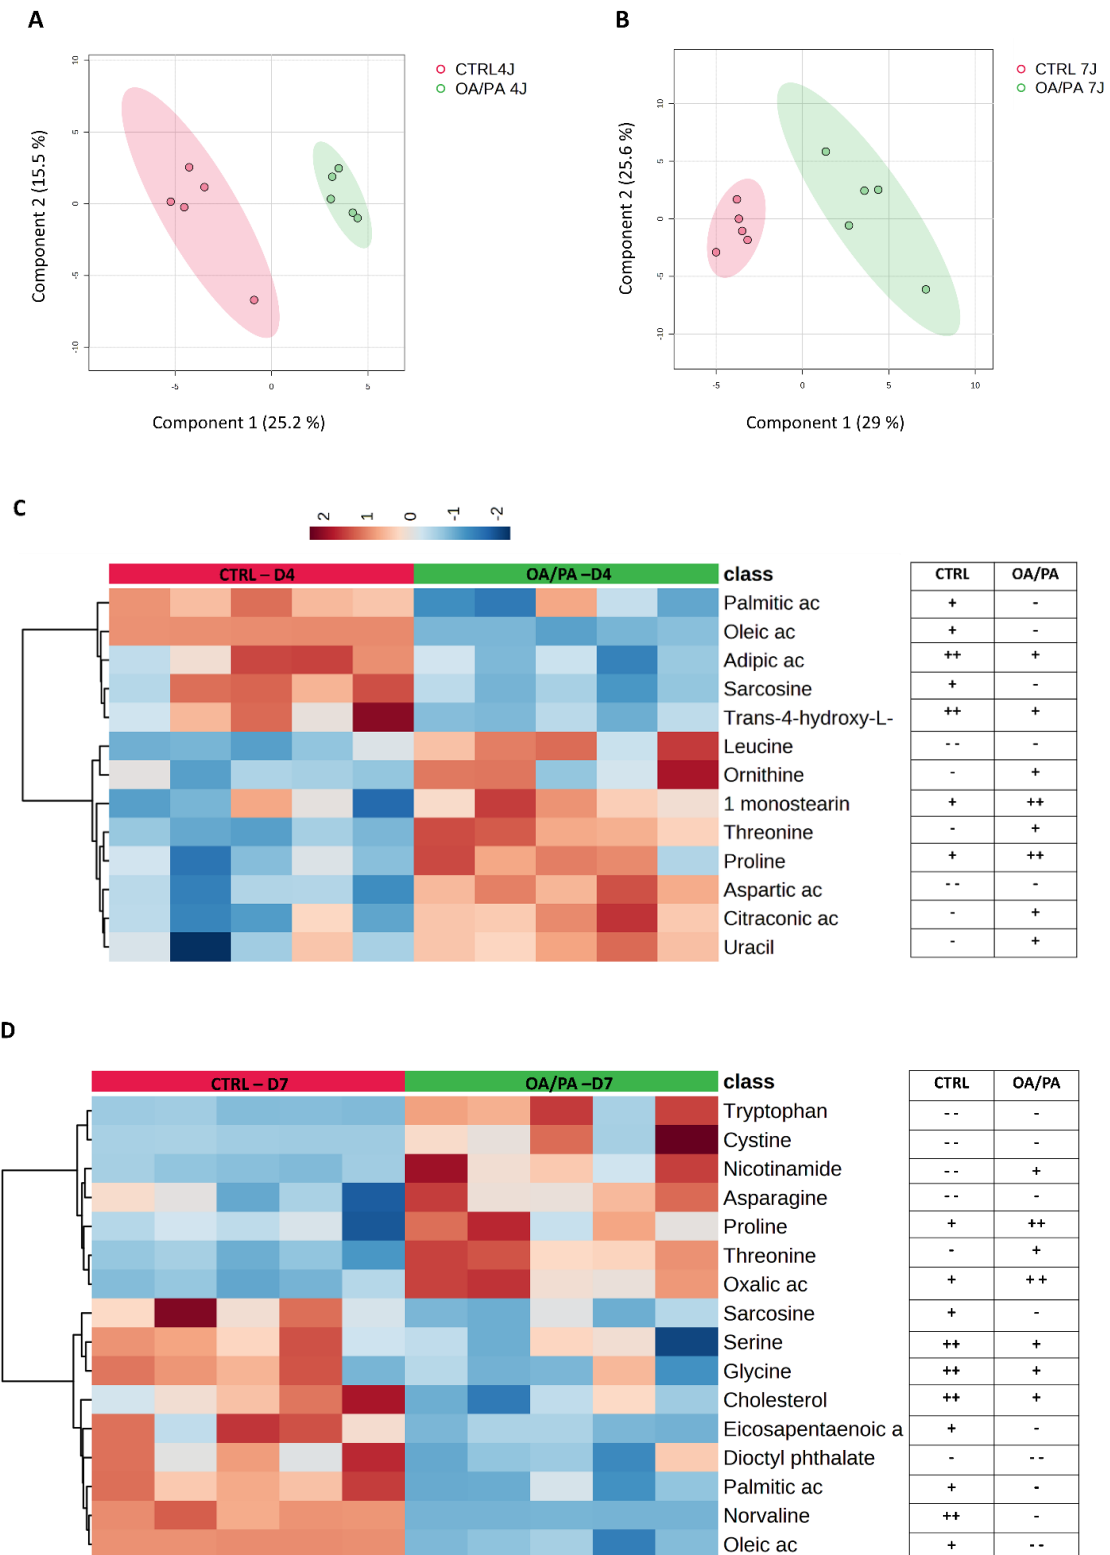 A
B
CTRL4J
OA/PA 4J
CTRL 7J
OA/PA 7J
10
5
0
-5
-10
-5
0
5
Component 2 (15.5 %)
Component 1 (25.2 %)
10
5
0
-5
-10
-5
0
5
10
Component 2 (25.6 %)
Component 1 (29 %)
C
2 1 0 -1 -2
CTRL – D4 OA/PA –D4 class CTRL OA/PA
Palmitic ac + -
Oleic ac + -
Adipic ac ++ +
Sarcosine + -
Trans-4-hydroxy-L- ++ +
Leucine -- -
Ornithine - +
1 monostearin + ++
Threonine - +
Proline + ++
Aspartic ac -- -
Citraconic ac - +
Uracil - +
D
CTRL – D7 OA/PA –D7 class CTRL OA/PA
Tryptophan -- -
Cystine -- -
Nicotinamide -- +
Asparagine -- -
Proline + ++
Threonine - +
Oxalic ac + ++
Sarcosine + -
Serine ++ +
Glycine ++ +
Cholesterol ++ +
Eicosapentaenoic a + -
Dioctyl phthalate - --
Palmitic ac + -
Norvaline ++ -
Oleic ac + --